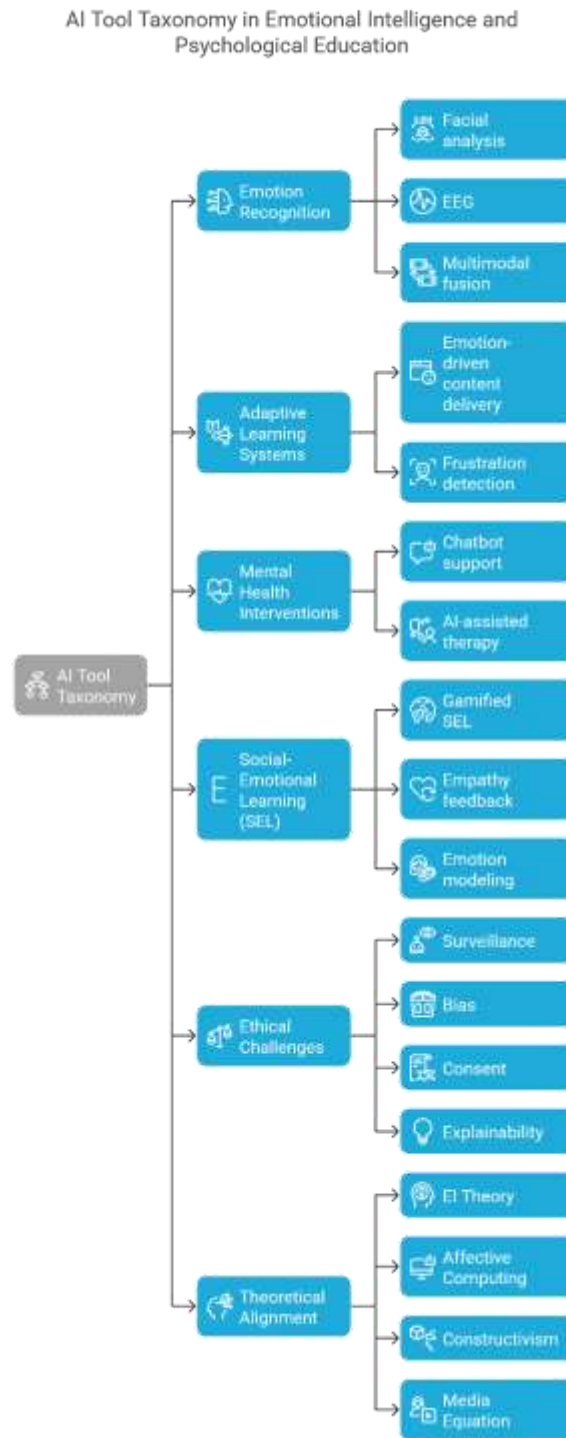 AI Tool Taxonomy in Emotional Intelligence and
Psychological Education
Facial
analysis
Emotion
Recognition
EEG
Multimodal
fusion
Emotion-
driven
content
delivery
Adaptive
Learning
Systems
Frustration
detection
Chatbot
support
Mental
Health
Interventions
AI-assisted
therapy
AI Tool
Taxonomy
Gamified
SEL
Social-
Emotional
Learning
(SEL)
Empathy
feedback
Emotion
modeling
Surveillance
Bias
Ethical
Challenges
Consent
Explainability
EI Theory
Affective
Computing
Theoretical
Alignment
Constructivism
Media
Equation